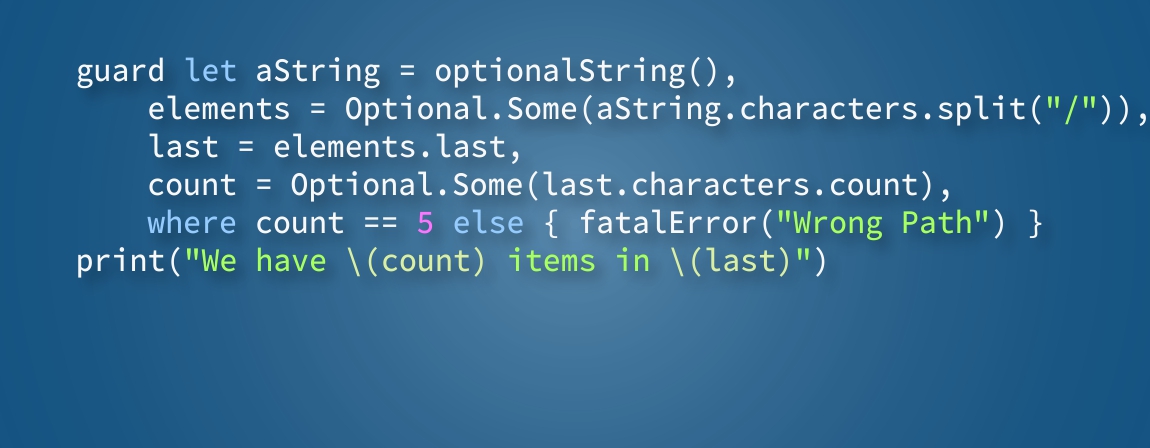 guard let aString = optionalString(),
    elements = Optional.Some(aString.characters.split("/")),
    last = elements.last,
    count = Optional.Some(last.characters.count),
    where count == 5 else { fatalError("Wrong Path") }
print("We have \(count) items in \(last)")